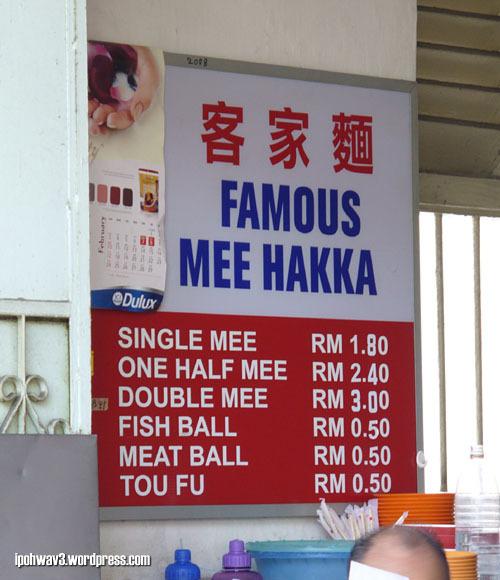 2088
客家麵
FAMOUS
MEE HAKKA
February
Dulux
SINGLE MEE RM 1.80
ONE HALF MEE RM 2.40
DOUBLE MEE RM 3.00
FISH BALL RM 0.50
MEAT BALL RM 0.50
TOU FU RM 0.50
ipohwav3.wordpress.com